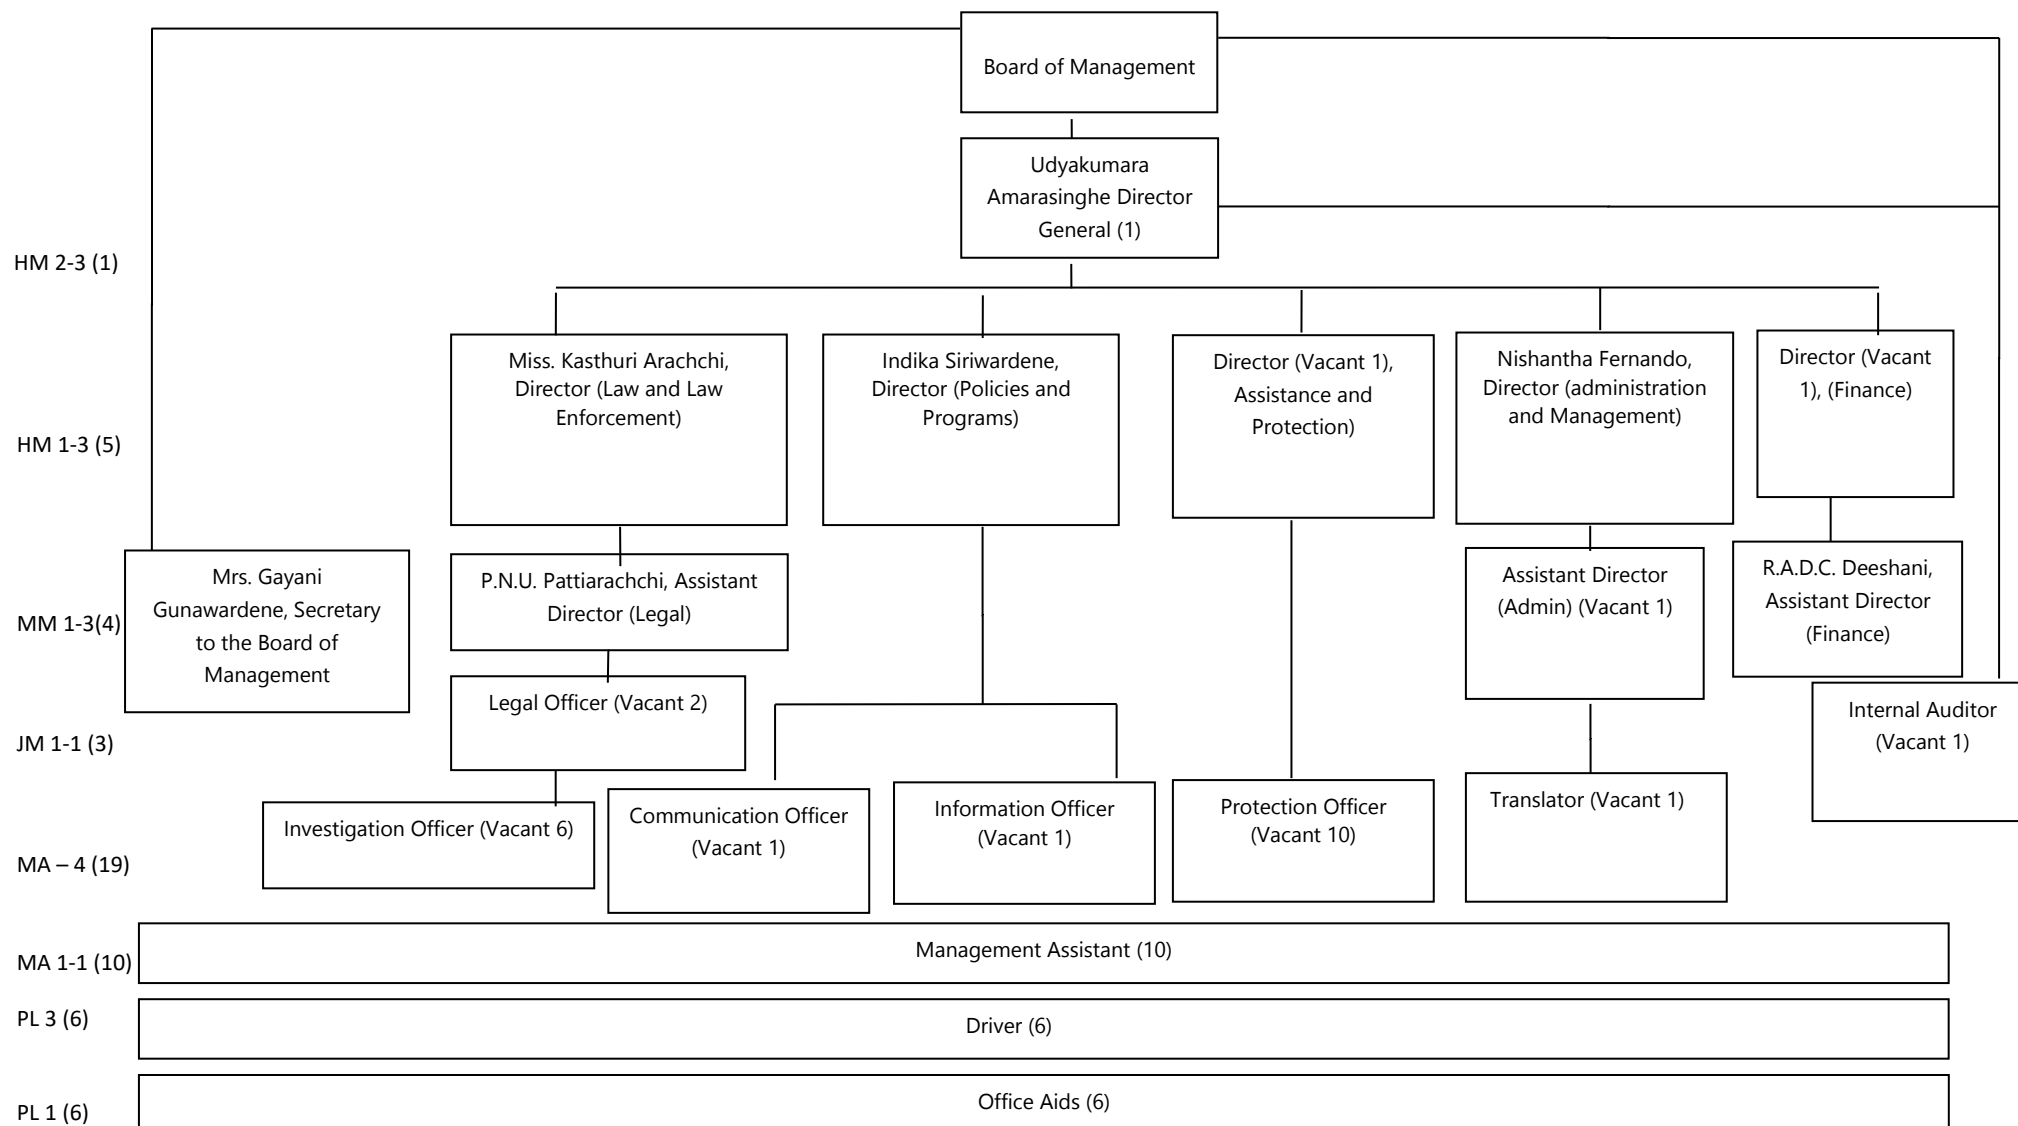 Board of Management
Udyakumara
Amarasinghe Director
General (1)
HM 2-3 (1)
Miss. Kasthuri Arachchi,
Director (Law and Law
Enforcement)
Indika Siriwardene,
Director (Policies and
Programs)
Director (Vacant 1),
Assistance and
Protection)
Nishantha Fernando,
Director (administration
and Management)
Director (Vacant
1), (Finance)
HM 1-3 (5)
Mrs. Gayani
Gunawardene, Secretary
to the Board of
Management
P.N.U. Pattiarachchi, Assistant
Director (Legal)
Assistant Director
(Admin) (Vacant 1)
R.A.D.C. Deeshani,
Assistant Director
(Finance)
MM 1-3(4)
Legal Officer (Vacant 2)
Internal Auditor
(Vacant 1)
JM 1-1 (3)
Investigation Officer (Vacant 6)
Communication Officer
(Vacant 1)
Information Officer
(Vacant 1)
Protection Officer
(Vacant 10)
Translator (Vacant 1)
MA – 4 (19)
Management Assistant (10)
MA 1-1 (10)
PL 3 (6)
Driver (6)
Office Aids (6)
PL 1 (6)